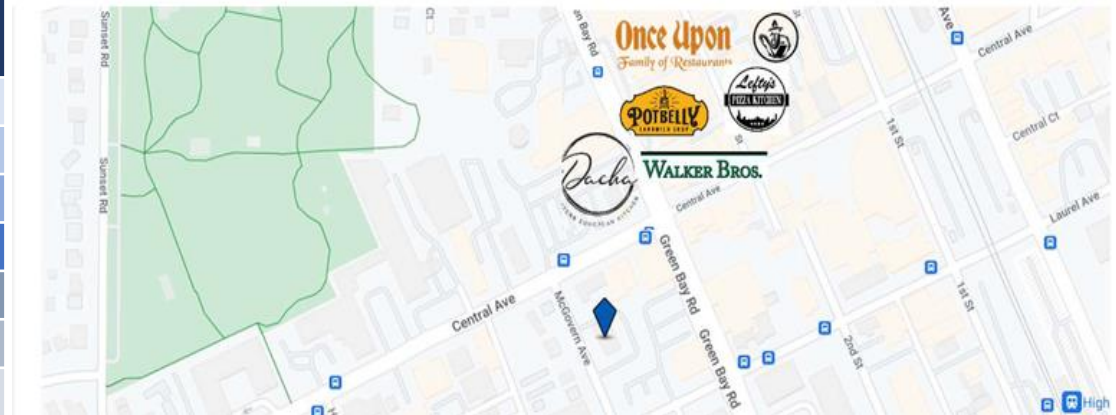 Sunset Rd
Sunset Rd
Ct
Bay Rd
Once Upon
Family of Restaurants
St
Lefty's
PIZZA KITCHEN
POTBELLY
SANDWICH SHOP
Dacha
WALKER BROS.
Central Ave
Green Bay Rd
Green Bay Rd
Central Ave
McGovern Ave
Ave
Central Ave
Central Ct
1st St
Laurel Ave
1st St
2nd St
St
High